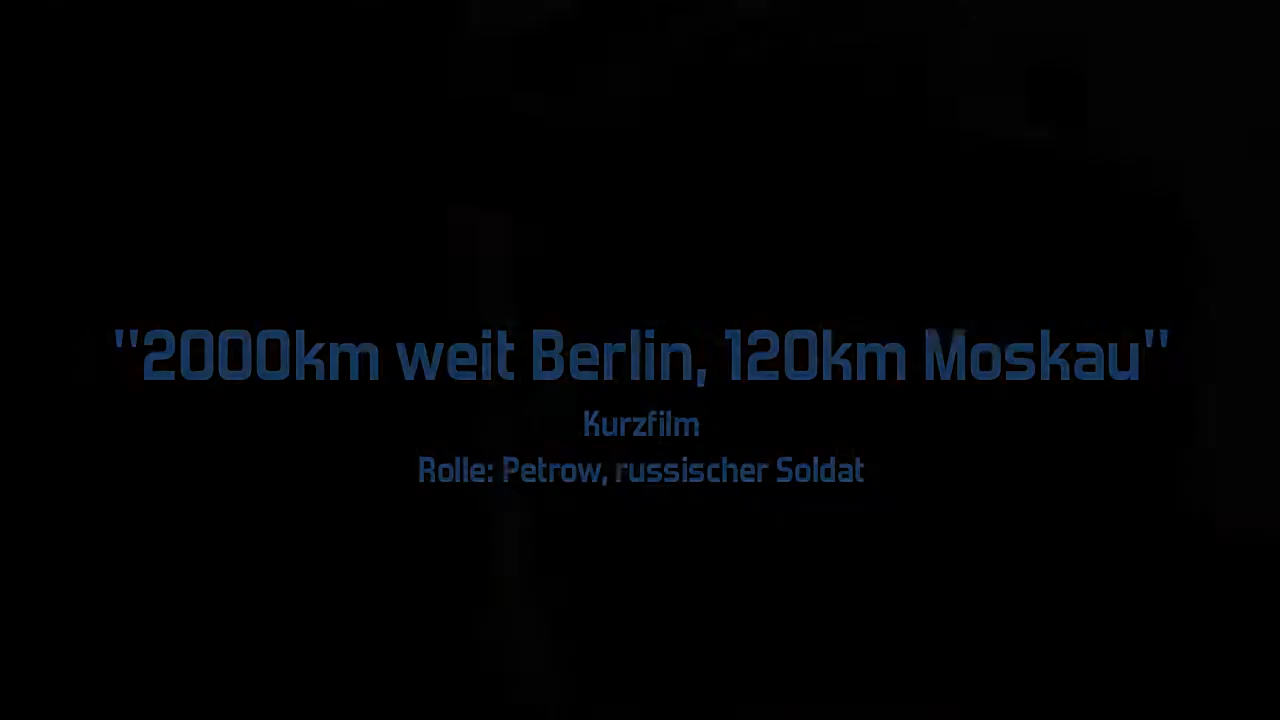 "2000km weit Berlin, 120km Moskau"
Kurzfilm
Rolle: Petrow, russischer Soldat